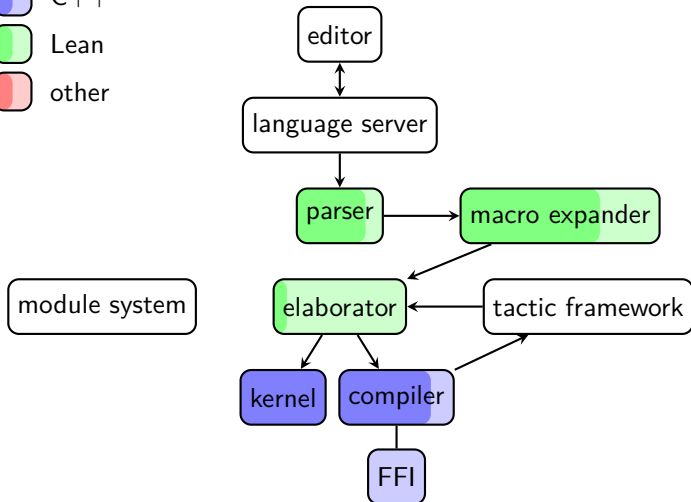 Lean
other
editor
language server
parser
macro expander
module system
elaborator
tactic framework
kernel
compiler
FFI